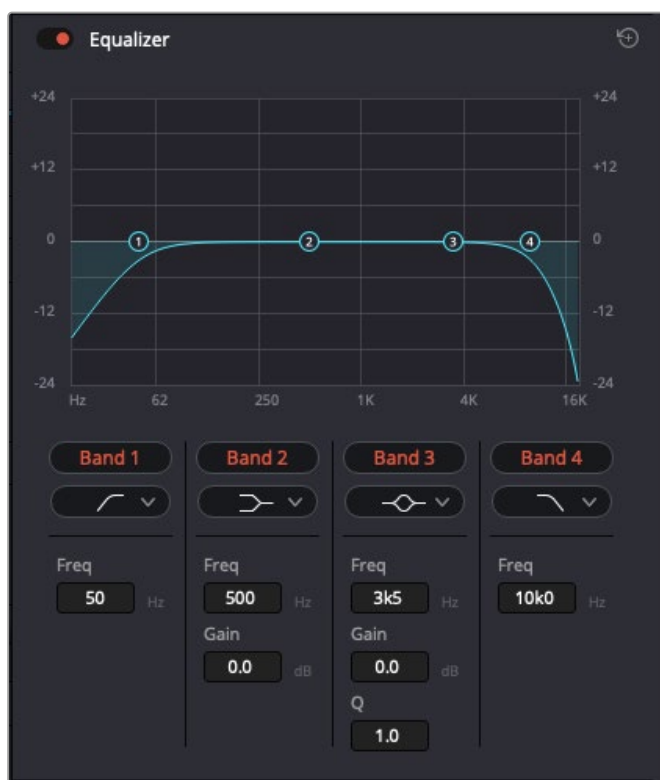 Equalizer
+24 +24
+12 +12
0 1 2 3 4 0
-12 -12
-24 -24
Hz 62 250 1K 4K 16K
Band 1 Band 2 Band 3 Band 4
Freq Freq Freq Freq
50 Hz 500 Hz 3k5 Hz 10k0 Hz
Gain Gain
0.0 dB 0.0 dB
Q
1.0